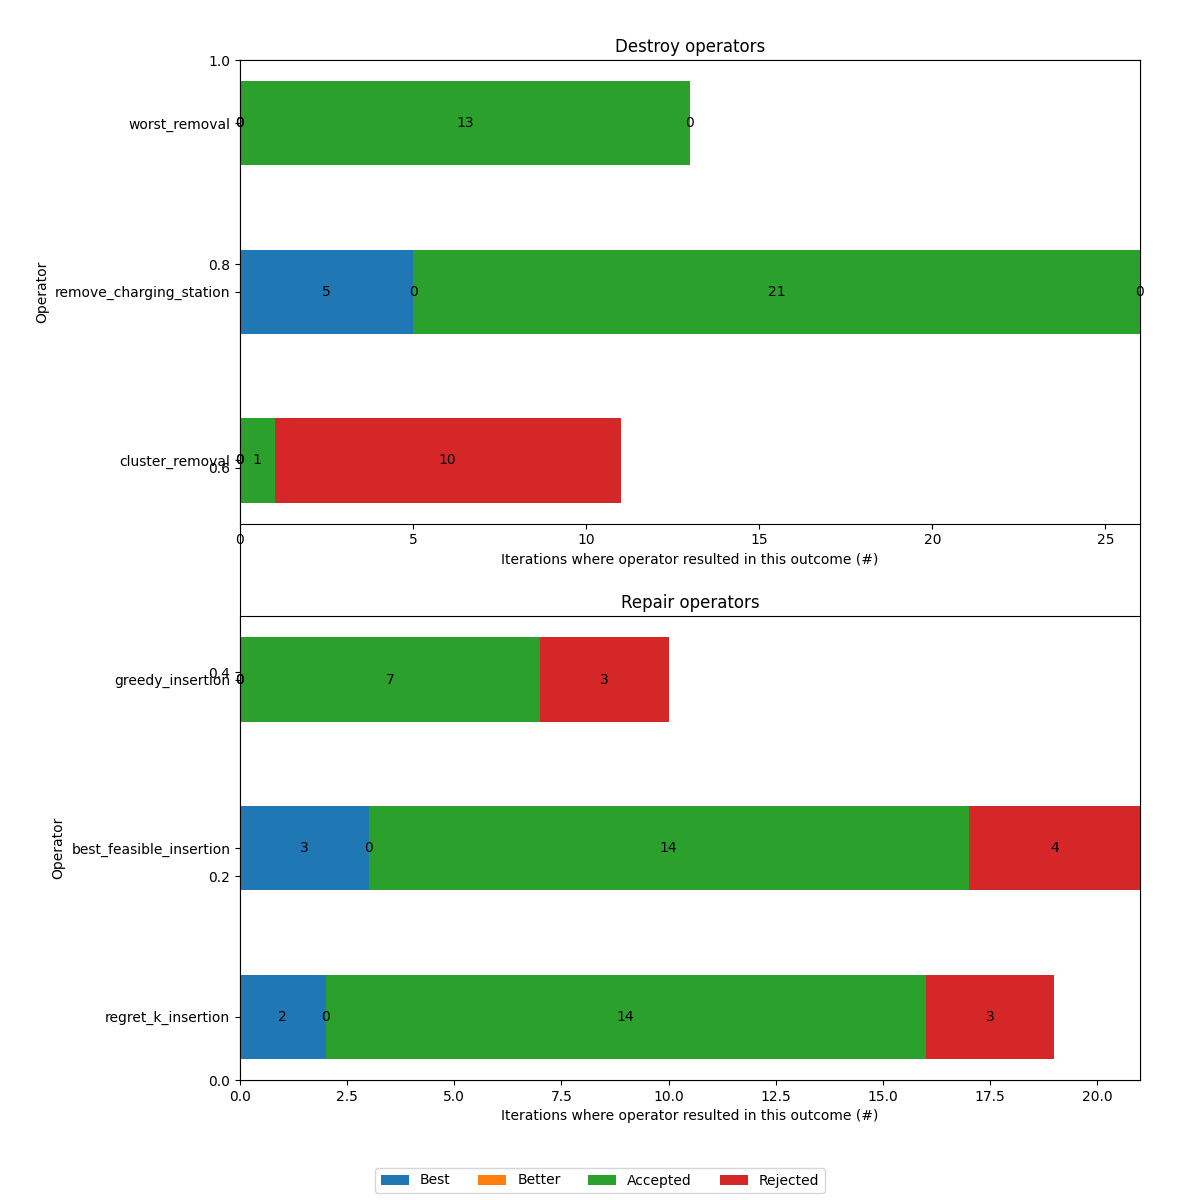 Destroy operators
1.0
worst_removal 0 13 0
0.8
Operator
remove_charging_station 5 0 21 0
cluster_removal 0 1 10
0.6
0 5 10 15 20 25
Iterations where operator resulted in this outcome (#)
Repair operators
0.4
greedy_insertion 0 7 3
Operator
best_feasible_insertion 3 0 14 4
0.2
regret_k_insertion 2 0 14 3
0.0
0.0 2.5 5.0 7.5 10.0 12.5 15.0 17.5 20.0
Iterations where operator resulted in this outcome (#)
Best Better Accepted Rejected